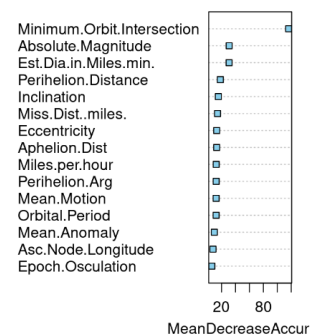 Minimum.Orbit.Intersection
Absolute.Magnitude
Est.Dia.in.Miles.min.
Perihelion.Distance
Inclination
Miss.Dist..miles.
Eccentricity
Aphelion.Dist
Miles.per.hour
Perihelion.Arg
Mean.Motion
Orbital.Period
Mean.Anomaly
Asc.Node.Longitude
Epoch.Osculation
20 80
MeanDecreaseAccur